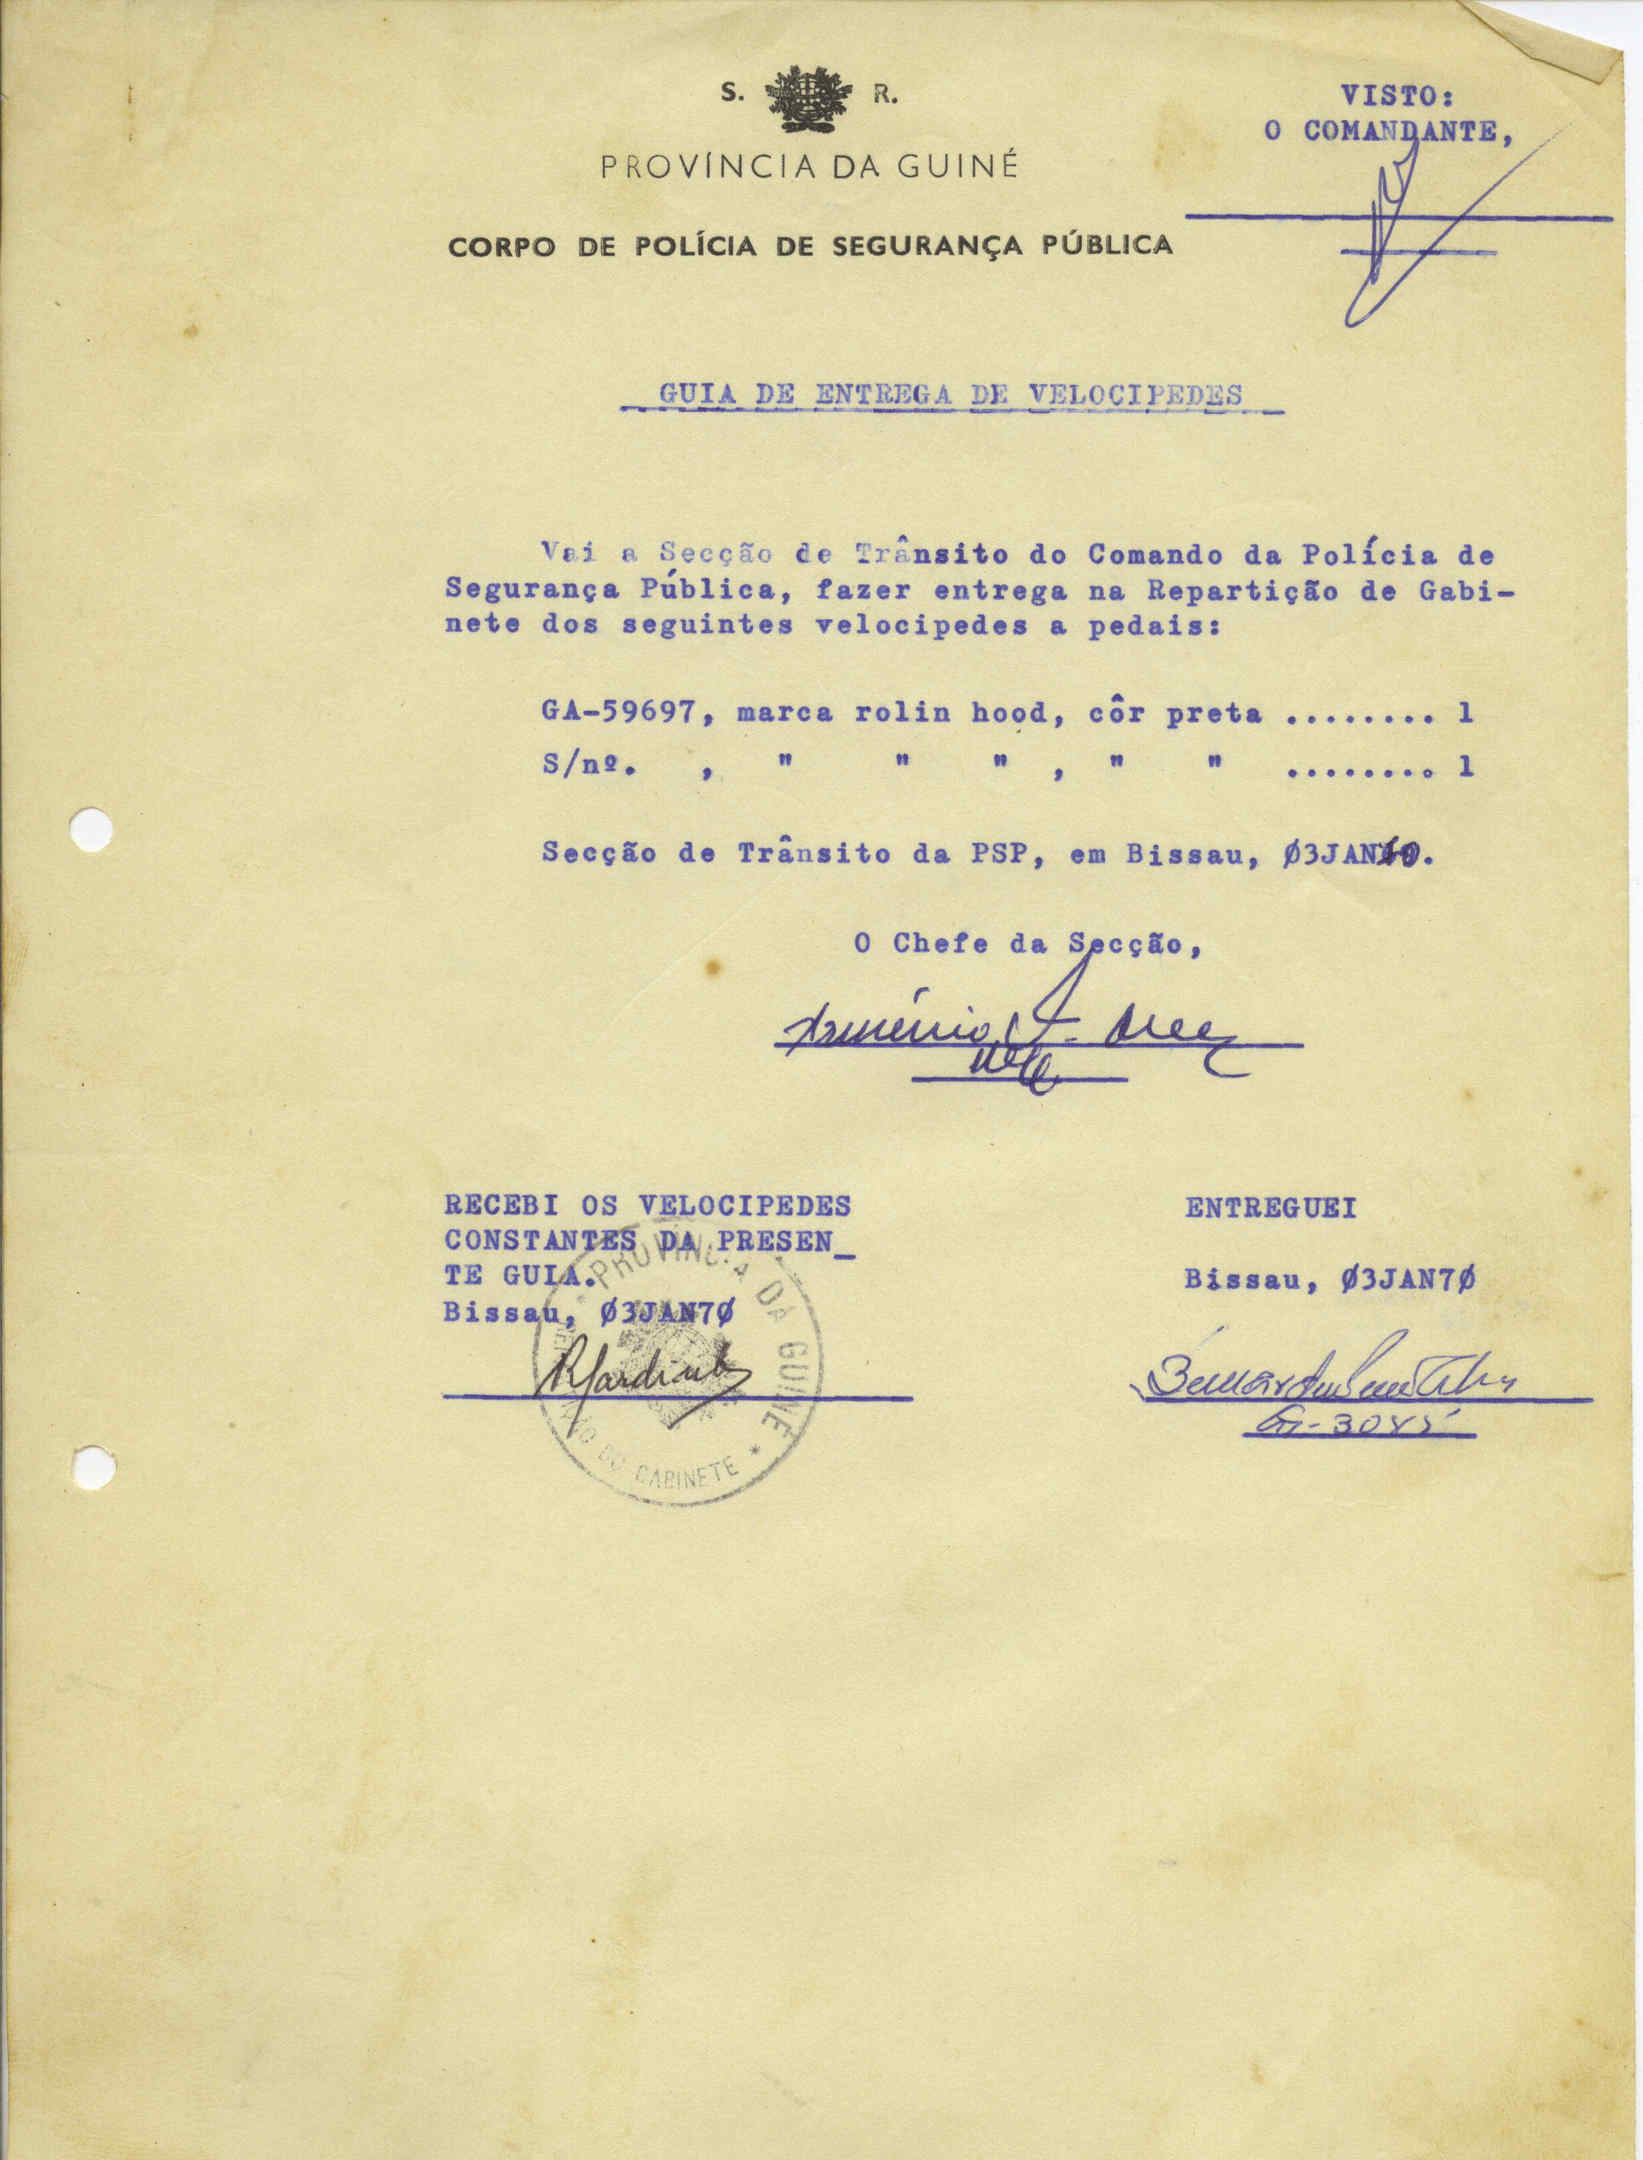 S. R.
VISTO:
O COMANDANTE,
PROVÍNCIA DA GUINÉ
CORPO DE POLÍCIA DE SEGURANÇA PÚBLICA
GUIA DE ENTREGA DE VELOCIPEDES
Vai a Secção de Trânsito do Comando da Polícia de
Segurança Pública, fazer entrega na Repartição de Gabi-
nete dos seguintes velocipedes a pedais:
GA-59697, marca rolin hood, côr preta ........ 1
S/nº. , " " " , " " ........ 1
Secção de Trânsito da PSP, em Bissau, Ø3JAN
O Chefe da Secção,
RECEBI OS VELOCIPEDES
CONSTANTES DA PRESEN_
TE GUIA.
Bissau, Ø3JAN7Ø
ENTREGUEI
Bissau, Ø3JAN7Ø
PROVÍNCIA DA GUINÉ
DO GABINETE